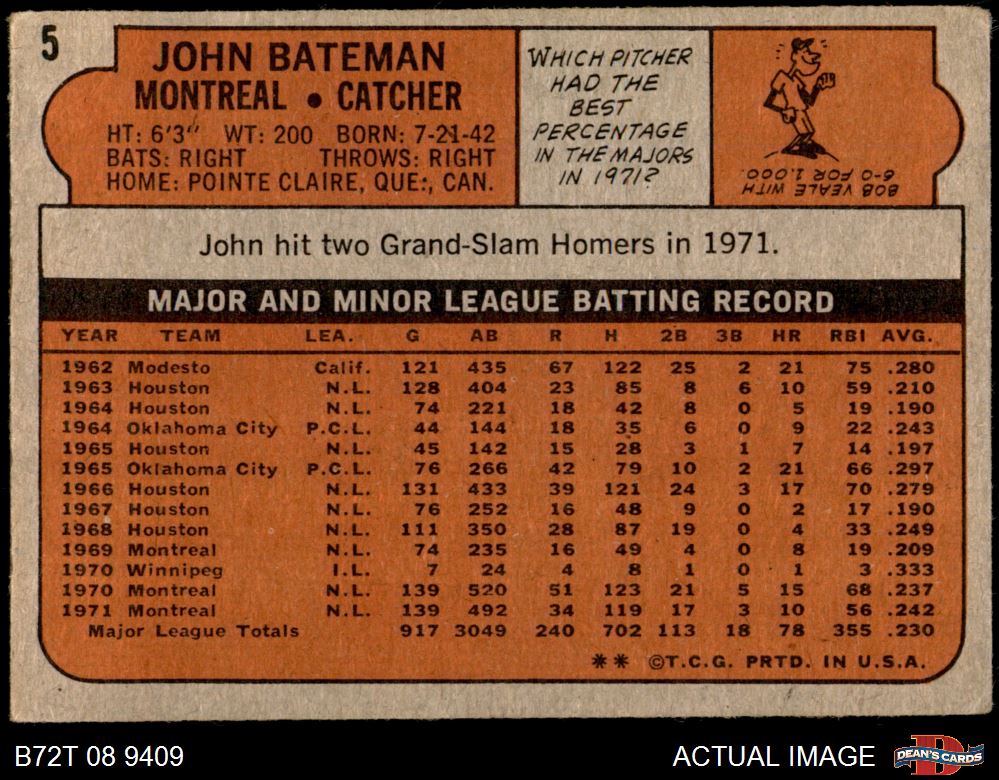 5
JOHN BATEMAN
MONTREAL • CATCHER
HT: 6'3" WT: 200 BORN: 7-21-42
BATS: RIGHT THROWS: RIGHT
HOME: POINTE CLAIRE, QUE:, CAN.
WHICH PITCHER
HAD THE
BEST
PERCENTAGE
IN THE MAJORS
IN 1971?
BOB VEALE WITH
6-0 FOR 1.000.
John hit two Grand-Slam Homers in 1971.
MAJOR AND MINOR LEAGUE BATTING RECORD
YEAR TEAM LEA. G AB R H 2B 3B HR RBI AVG.
1962 Modesto Calif. 121 435 67 122 25 2 21 75 .280
1963 Houston N.L. 128 404 23 85 8 6 10 59 .210
1964 Houston N.L. 74 221 18 42 8 0 5 19 .190
1964 Oklahoma City P.C.L. 44 144 18 35 6 0 9 22 .243
1965 Houston N.L. 45 142 15 28 3 1 7 14 .197
1965 Oklahoma City P.C.L. 76 266 42 79 10 2 21 66 .297
1966 Houston N.L. 131 433 39 121 24 3 17 70 .279
1967 Houston N.L. 76 252 16 48 9 0 2 17 .190
1968 Houston N.L. 111 350 28 87 19 0 4 33 .249
1969 Montreal N.L. 74 235 16 49 4 0 8 19 .209
1970 Winnipeg I.L. 7 24 4 8 1 0 1 3 .333
1970 Montreal N.L. 139 520 51 123 21 5 15 68 .237
1971 Montreal N.L. 139 492 34 119 17 3 10 56 .242
Major League Totals 917 3049 240 702 113 18 78 355 .230
** ©T.C.G. PRTD. IN U.S.A.
B72T 08 9409
ACTUAL IMAGE
DEAN'S CARDS